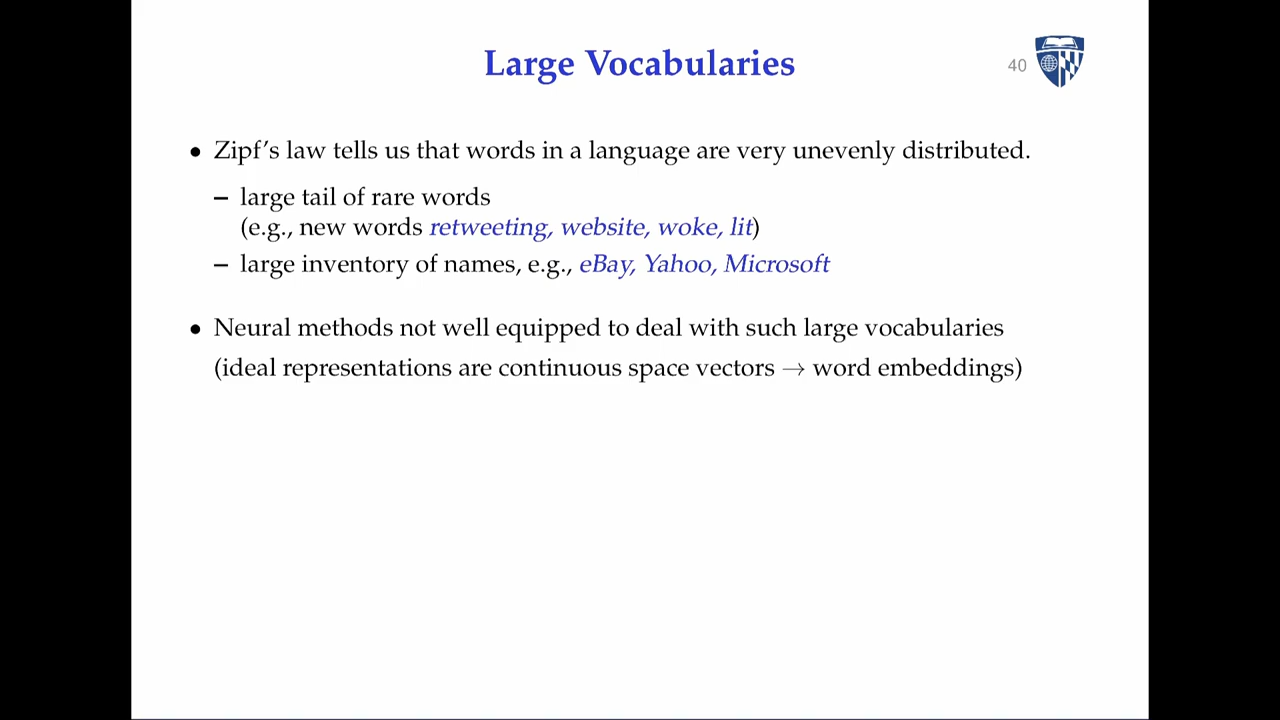 Large Vocabularies
40
• Zipf's law tells us that words in a language are very unevenly distributed.
– large tail of rare words
(e.g., new words retweeting, website, woke, lit)
– large inventory of names, e.g., eBay, Yahoo, Microsoft
• Neural methods not well equipped to deal with such large vocabularies
(ideal representations are continuous space vectors → word embeddings)